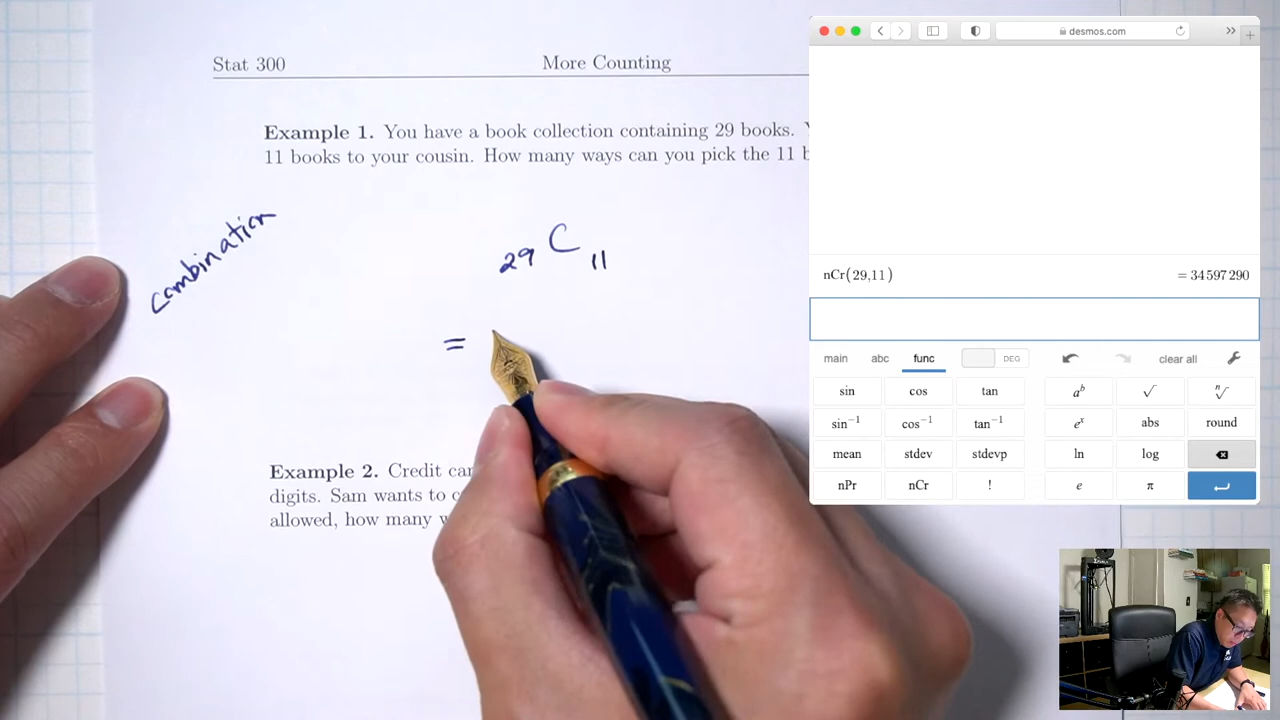 Stat 300
More Counting
Example 1. You have a book collection containing 29 books.
11 books to your cousin. How many ways can you pick the 11
combination
29 C 11
=
Example 2. Credit
digits. Sam wants to
allowed, how many
desmos.com
nCr(29,11)
= 34597290
main abc func DEG clear all
sin cos tan a^b √ ⁿ√
sin⁻¹ cos⁻¹ tan⁻¹ eˣ abs round
mean stdev stdevp ln log
nPr nCr ! e π